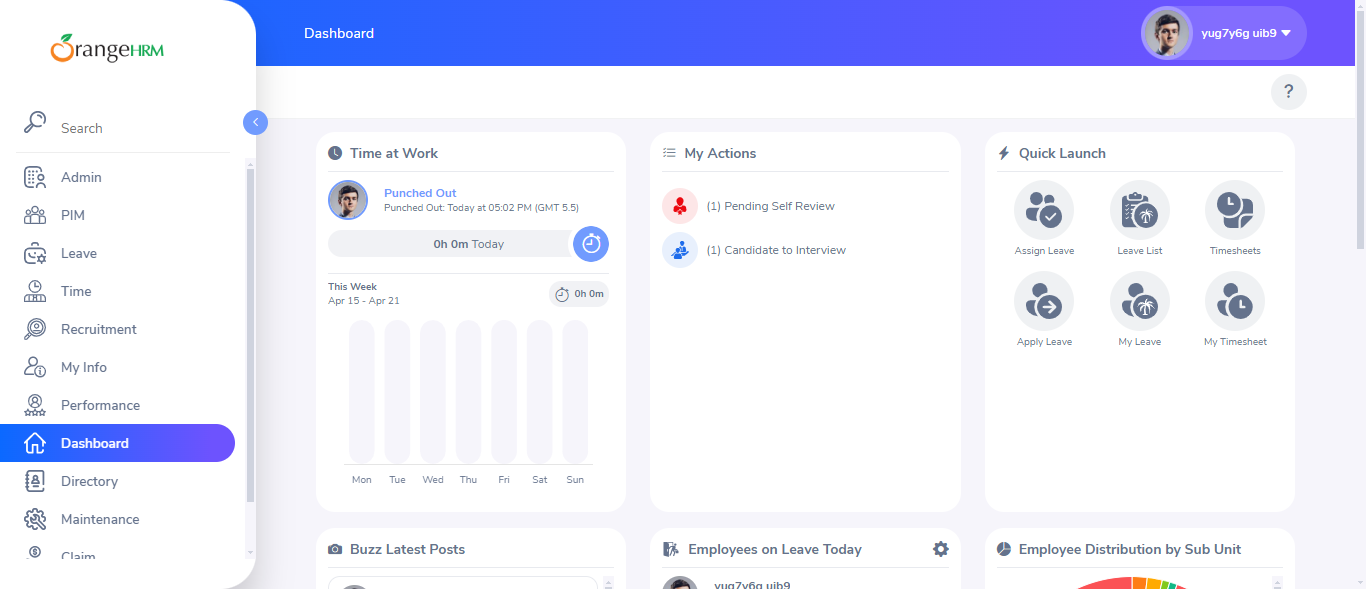 OrangeHRM
Search
Admin
PIM
Leave
Time
Recruitment
My Info
Performance
Dashboard
Directory
Maintenance
Claim
Dashboard
yug7y6g uib9
?
Time at Work
Punched Out
Punched Out: Today at 05:02 PM (GMT 5.5)
0h 0m Today
This Week
Apr 15 - Apr 21
0h 0m
Mon Tue Wed Thu Fri Sat Sun
My Actions
(1) Pending Self Review
(1) Candidate to Interview
Quick Launch
Assign Leave
Leave List
Timesheets
Apply Leave
My Leave
My Timesheet
Buzz Latest Posts
Employees on Leave Today
yug7y6g uib9
Employee Distribution by Sub Unit